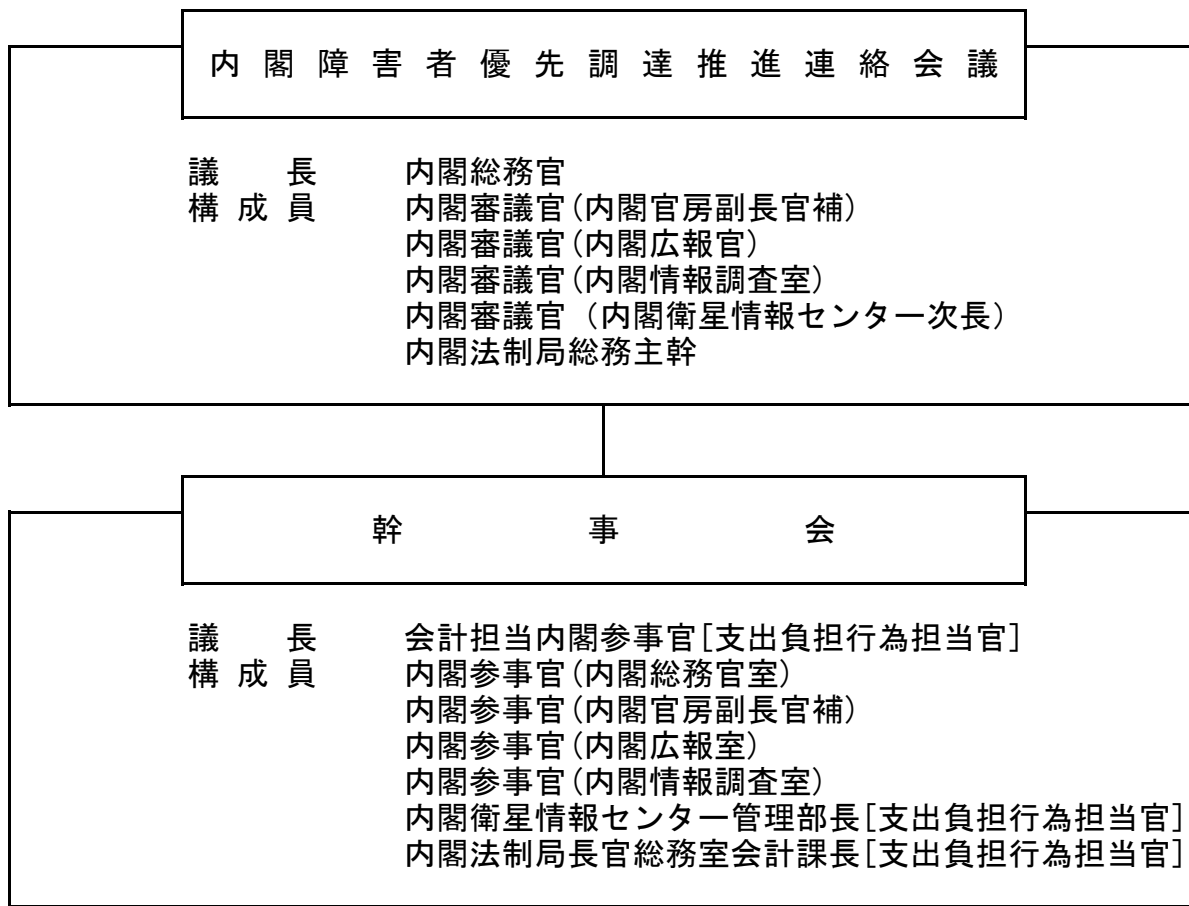 内閣障害者優先調達推進連絡会議
議長 内閣総務官
構成員 内閣審議官(内閣官房副長官補)
内閣審議官(内閣広報官)
内閣審議官(内閣情報調査室)
内閣審議官（内閣衛星情報センター次長）
内閣法制局総務主幹
幹事会
議長 会計担当内閣参事官[支出負担行為担当官]
構成員 内閣参事官(内閣総務官室)
内閣参事官(内閣官房副長官補)
内閣参事官(内閣広報室)
内閣参事官(内閣情報調査室)
内閣衛星情報センター管理部長[支出負担行為担当官]
内閣法制局長官総務室会計課長[支出負担行為担当官]